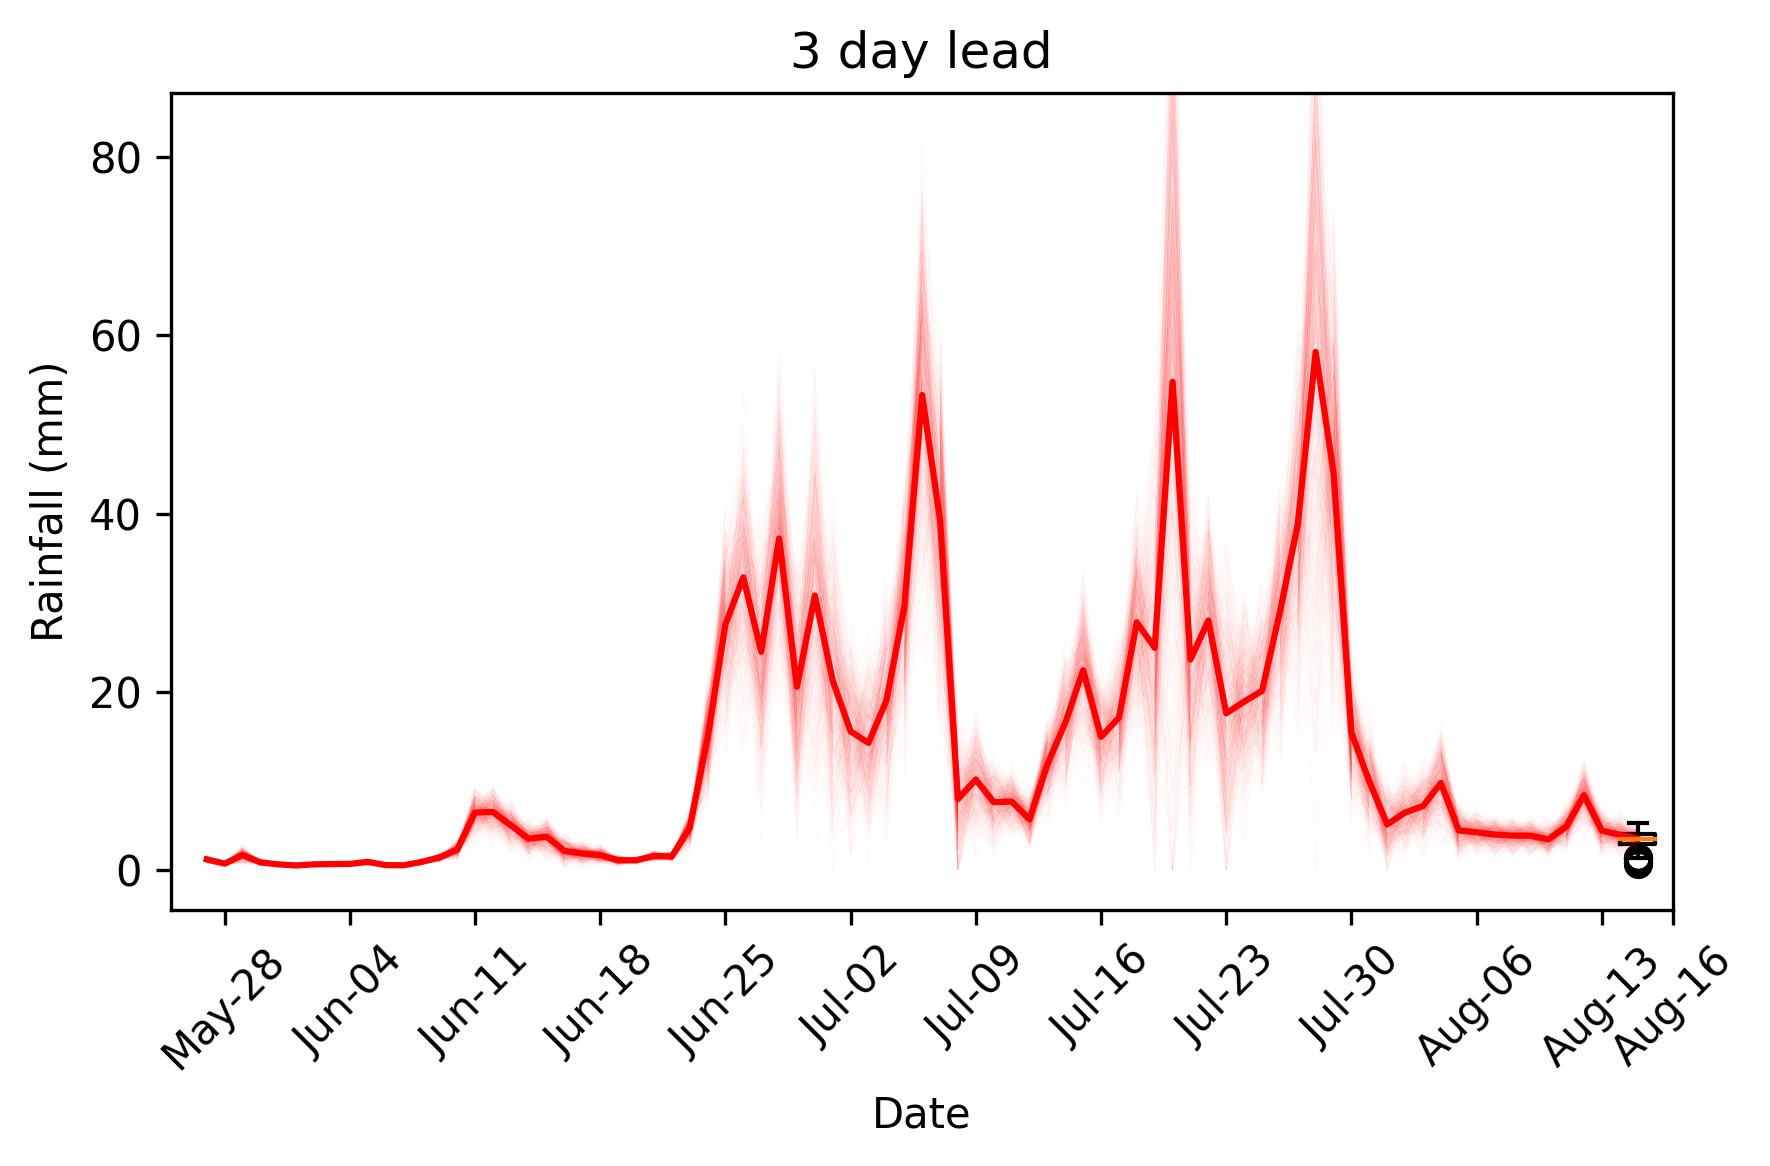 3 day lead
Rainfall (mm)
80
60
40
20
0
May-28
Jun-04
Jun-11
Jun-18
Jun-25
Jul-02
Jul-09
Jul-16
Jul-23
Jul-30
Aug-06
Aug-13
Aug-16
Date